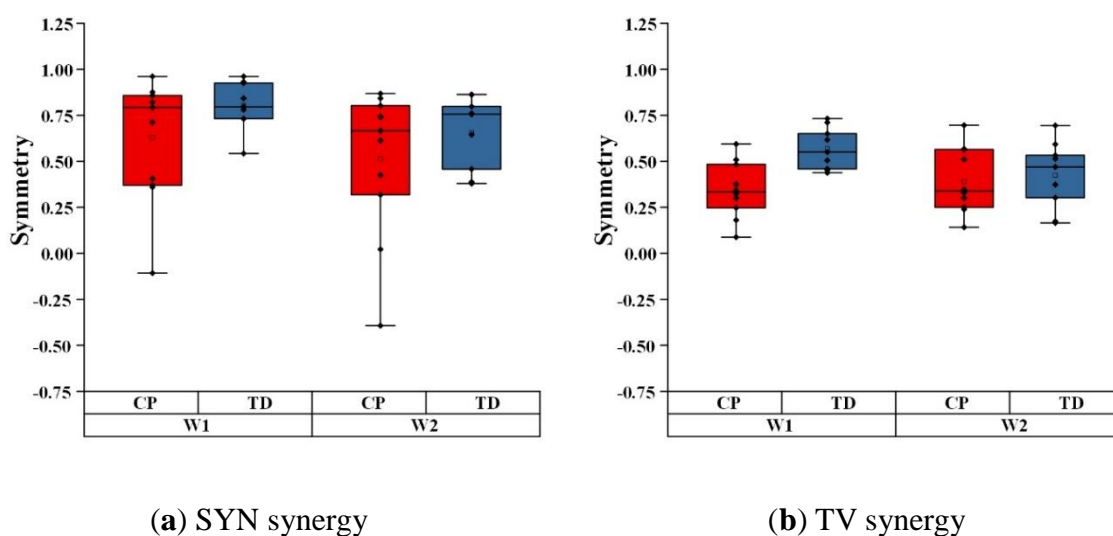 1.25
1.00
0.75
0.50
0.25
0.00
-0.25
-0.50
-0.75
Symmetry
CP TD CP TD
W1 W2
(a) SYN synergy
1.25
1.00
0.75
0.50
0.25
0.00
-0.25
-0.50
-0.75
Symmetry
CP TD CP TD
W1 W2
(b) TV synergy